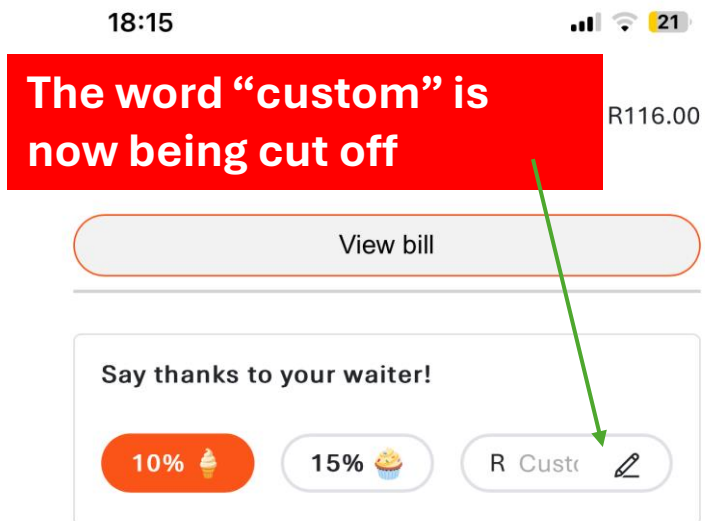 18:15
21
The word “custom” is
now being cut off
R116.00
View bill
Say thanks to your waiter!
10%
15%
R Custo